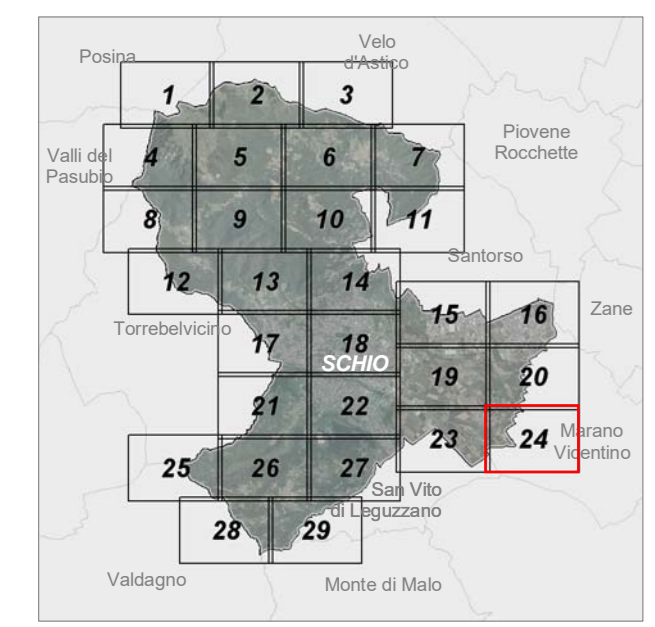 Posina
Velo
d'Astico
1
2
3
Piovene
Rocchette
Valli del
Pasubio
4
5
6
7
8
9
10
11
Santorso
12
13
14
15
16
Zane
Torrebelvicino
17
18
SCHIO
19
20
21
22
23
24
Marano
Vicentino
25
26
27
San Vito
di Leguzzano
28
29
Valdagno
Monte di Malo